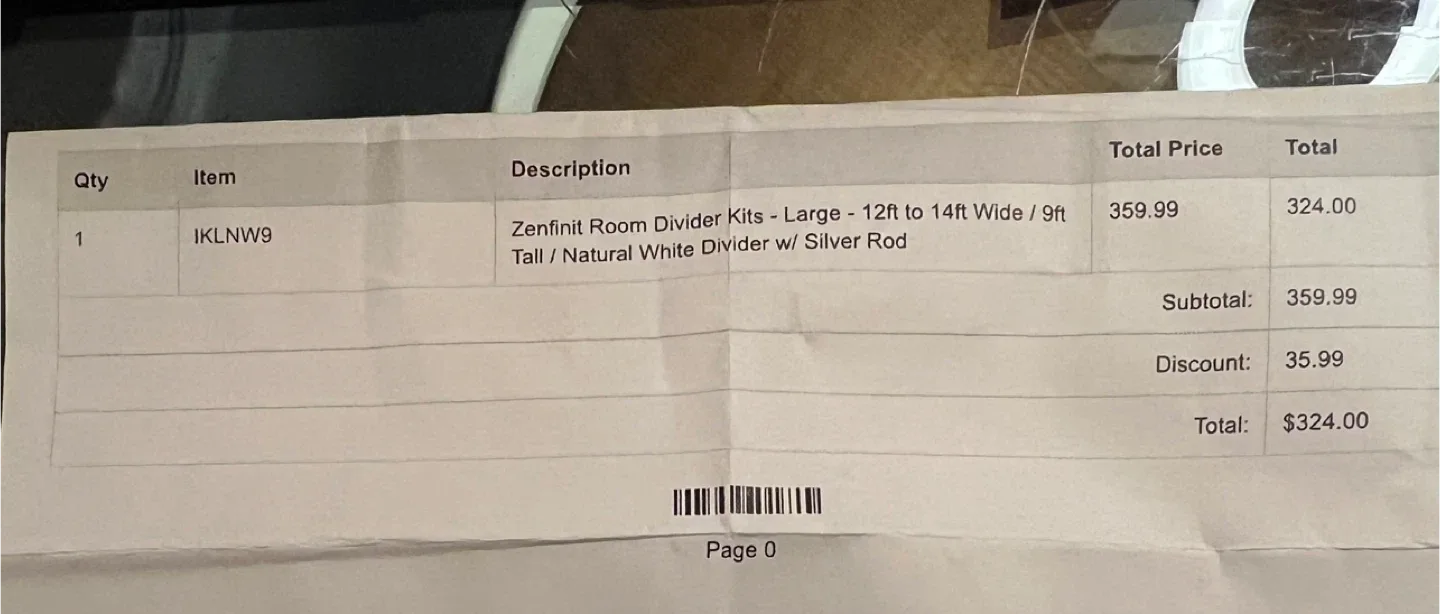 Qty Item Description Total Price Total
1 IKLNW9 Zenfinit Room Divider Kits - Large - 12ft to 14ft Wide / 9ft 359.99 324.00
Tall / Natural White Divider w/ Silver Rod
Subtotal: 359.99
Discount: 35.99
Total: $324.00
Page 0